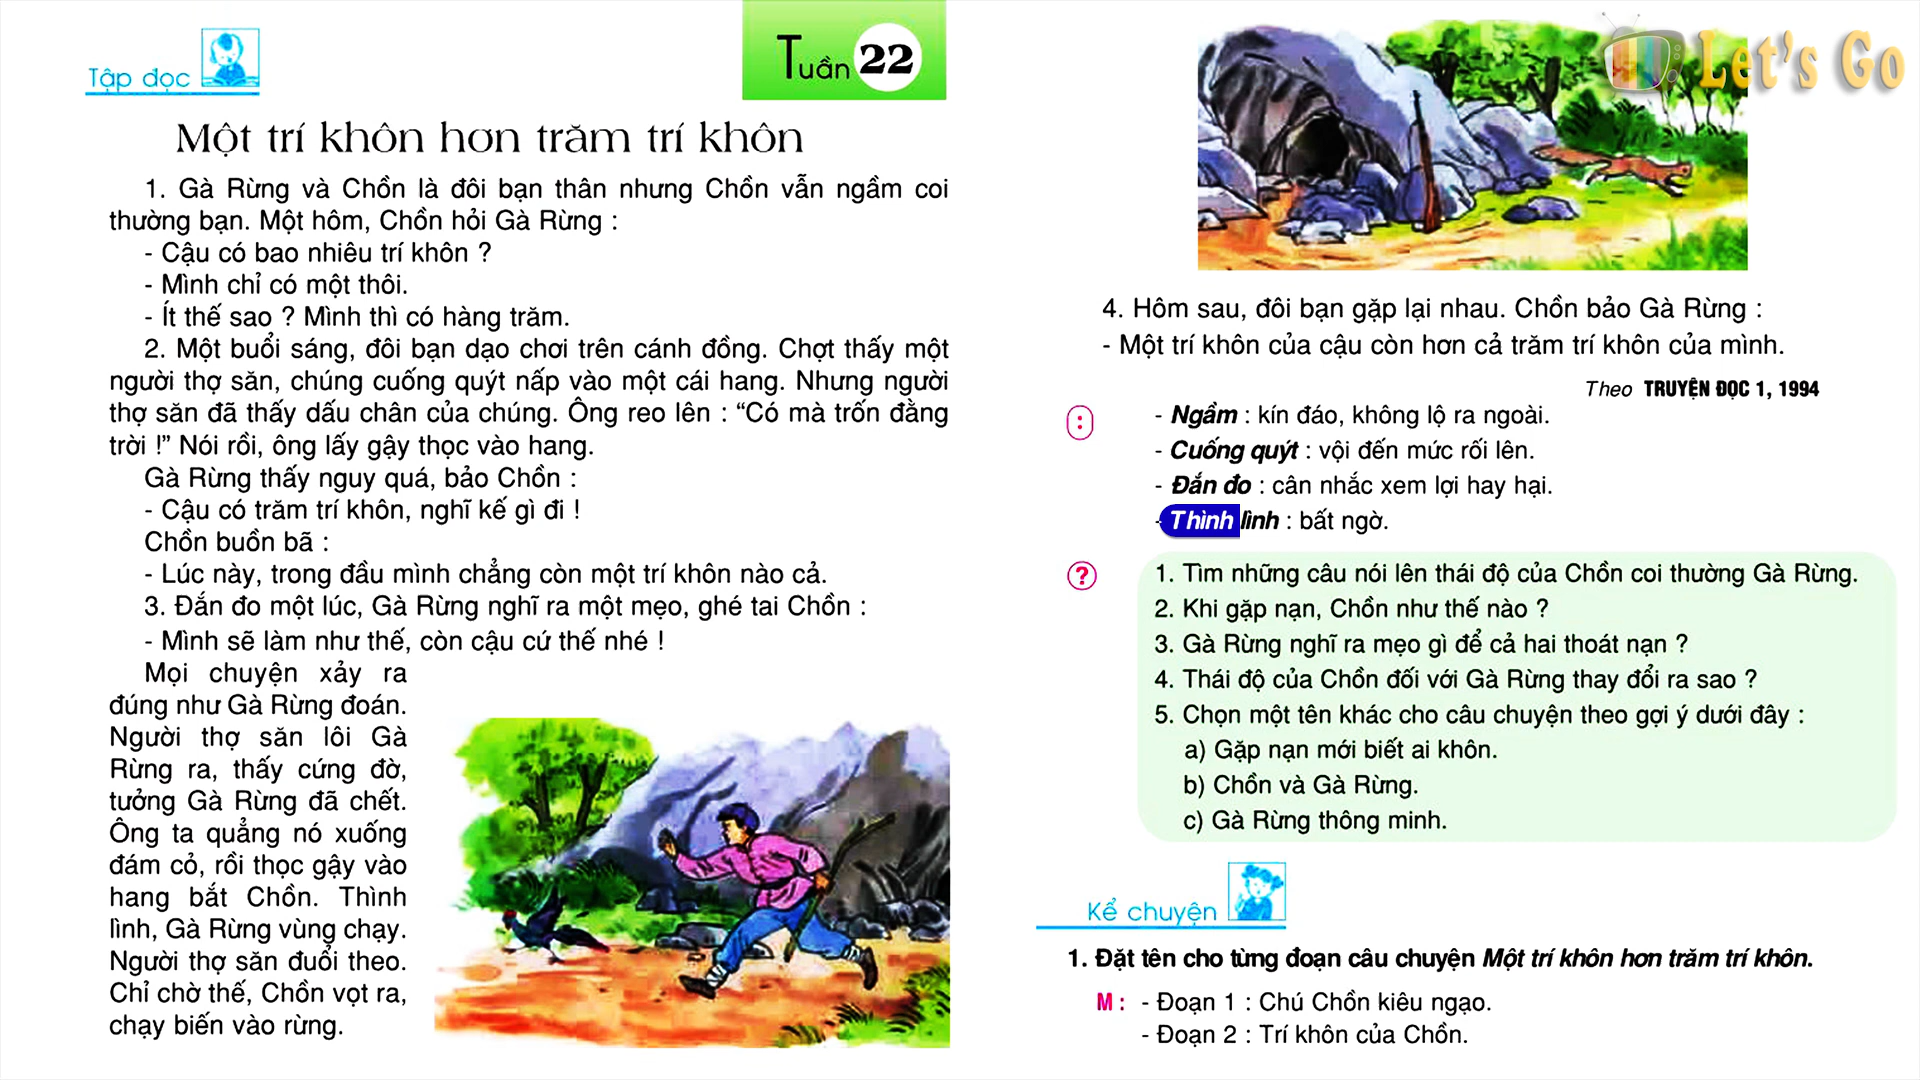 Tập đọc
Tuần 22
Một trí khôn hơn trăm trí khôn
1. Gà Rừng và Chồn là đôi bạn thân nhưng Chồn vẫn ngầm coi
thường bạn. Một hôm, Chồn hỏi Gà Rừng :
- Cậu có bao nhiêu trí khôn ?
- Mình chỉ có một thôi.
- Ít thế sao ? Mình thì có hàng trăm.
2. Một buổi sáng, đôi bạn dạo chơi trên cánh đồng. Chợt thấy một
người thợ săn, chúng cuống quýt nấp vào một cái hang. Nhưng người
thợ săn đã thấy dấu chân của chúng. Ông reo lên : “Có mà trốn đằng
trời !” Nói rồi, ông lấy gậy thọc vào hang.
Gà Rừng thấy nguy quá, bảo Chồn :
- Cậu có trăm trí khôn, nghĩ kế gì đi !
Chồn buồn bã :
- Lúc này, trong đầu mình chẳng còn một trí khôn nào cả.
3. Đắn đo một lúc, Gà Rừng nghĩ ra một mẹo, ghé tai Chồn :
- Mình sẽ làm như thế, còn cậu cứ thế nhé !
Mọi chuyện xảy ra
đúng như Gà Rừng đoán.
Người thợ săn lôi Gà
Rừng ra, thấy cứng đờ,
tưởng Gà Rừng đã chết.
Ông ta quẳng nó xuống
đám cỏ, rồi thọc gậy vào
hang bắt Chồn. Thình
lình, Gà Rừng vùng chạy.
Người thợ săn đuổi theo.
Chỉ chờ thế, Chồn vọt ra,
chạy biến vào rừng.
Let's Go
4. Hôm sau, đôi bạn gặp lại nhau. Chồn bảo Gà Rừng :
- Một trí khôn của cậu còn hơn cả trăm trí khôn của mình.
Theo TRUYỆN ĐỌC 1, 1994
:
- Ngầm : kín đáo, không lộ ra ngoài.
- Cuống quýt : vội đến mức rối lên.
- Đắn đo : cân nhắc xem lợi hay hại.
- Thình lình : bất ngờ.
?
1. Tìm những câu nói lên thái độ của Chồn coi thường Gà Rừng.
2. Khi gặp nạn, Chồn như thế nào ?
3. Gà Rừng nghĩ ra mẹo gì để cả hai thoát nạn ?
4. Thái độ của Chồn đối với Gà Rừng thay đổi ra sao ?
5. Chọn một tên khác cho câu chuyện theo gợi ý dưới đây :
a) Gặp nạn mới biết ai khôn.
b) Chồn và Gà Rừng.
c) Gà Rừng thông minh.
Kể chuyện
1. Đặt tên cho từng đoạn câu chuyện Một trí khôn hơn trăm trí khôn.
M : - Đoạn 1 : Chú Chồn kiêu ngạo.
- Đoạn 2 : Trí khôn của Chồn.